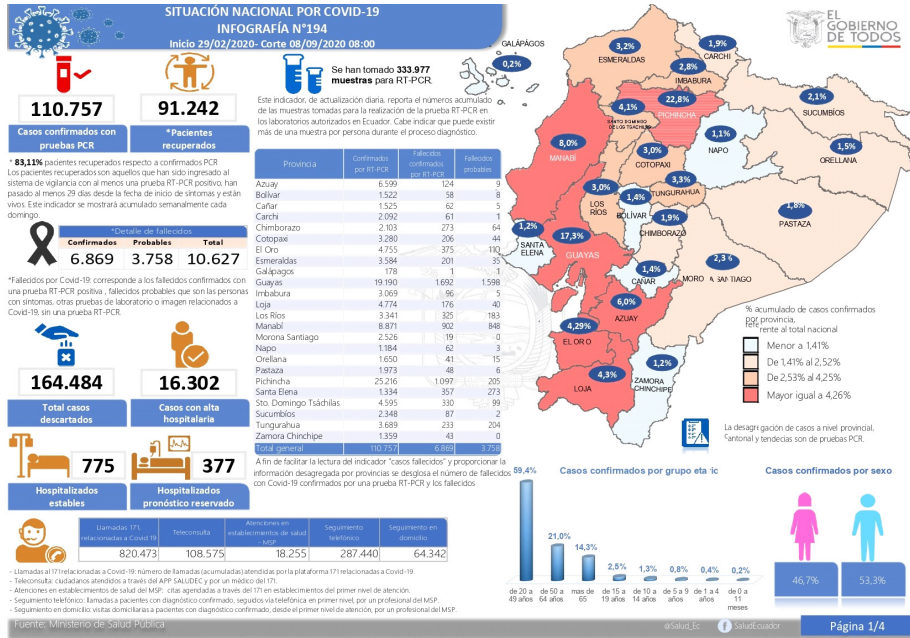 SITUACIÓN NACIONAL POR COVID-19
INFOGRAFÍA N°194
Inicio 29/02/2020- Corte 08/09/2020 08:00
EL
GOBIERNO
DE TODOS
110.757
Casos confirmados con
pruebas PCR
91.242
*Pacientes
recuperados
* 83,11% pacientes recuperados respecto a confirmados PCR
Los pacientes recuperados son aquellos que han sido ingresado al
sistema de vigilancia con al menos una prueba RT-PCR positivo, han
pasado al menos 29 días desde la fecha de inicio de síntomas y están
vivos. Este indicador se mostrará acumulado semanalmente cada
domingo.
*Detalle de fallecidos
Confirmados Probables Total
6.869 3.758 10.627
*Fallecidos por Covid-19: corresponde a los fallecidos confirmados con
una prueba RT-PCR positiva , fallecidos probables que son las personas
con síntomas, otras pruebas de laboratorio o imagen relacionados a
Covid-19, sin una prueba RT-PCR.
164.484
Total casos
descartados
16.302
Casos con alta
hospitalaria
775
Hospitalizados
estables
377
Hospitalizados
pronóstico reservado
Se han tomado 333.977
muestras para RT-PCR.
Este indicador, de actualización diaria, reporta el números acumulado
de las muestras tomadas para la realización de la prueba RT-PCR en
los laboratorios autorizados en Ecuador. Cabe indicar que puede existir
más de una muestra por persona durante el proceso diagnóstico.
Provincia Confirmados por RT-PCR Fallecidos confirmados por RT-PCR Fallecidos probables
Azuay 6.599 124 9
Bolívar 1.522 58 8
Cañar 1.525 62 5
Carchi 2.092 61 1
Chimborazo 2.103 273 64
Cotopaxi 3.280 206 44
El Oro 4.755 375 110
Esmeraldas 3.584 201 35
Galápagos 178 1 1
Guayas 19.190 1.692 1.598
Imbabura 3.069 96 5
Loja 4.774 176 40
Los Ríos 3.341 325 183
Manabí 8.871 902 848
Morona Santiago 2.526 19 0
Napo 1.184 62 3
Orellana 1.650 41 15
Pastaza 1.973 48 6
Pichincha 25.216 1.097 205
Santa Elena 1.334 357 273
Sto. Domingo Tsáchilas 4.595 330 99
Sucumbíos 2.348 87 2
Tungurahua 3.689 233 204
Zamora Chinchipe 1.359 43 0
Total general 110.757 6.869 3.758
A fin de facilitar la lectura del indicador "casos fallecidos" y proporcionar la
información desagregada por provincias se desglosa el número de fallecidos
con Covid-19 confirmados por una prueba RT-PCR y los fallecidos
GALÁPAGOS
0,2%
3,2%
ESMERALDAS
1,9%
CARCHI
2,8%
IMBABURA
4,1%
SANTO DOMINGO
DE LOS TSÁCHILAS
22,8%
PICHINCHA
2,1%
SUCUMBÍOS
8,0%
MANABÍ
1,1%
NAPO
1,5%
ORELLANA
3,0%
COTOPAXI
3,3%
TUNGURAHUA
3,0%
LOS
RÍOS
1,4%
BOLÍVAR
1,9%
CHIMBORAZO
1,8%
PASTAZA
1,2%
SANTA
ELENA
17,3%
GUAYAS
1,4%
CAÑAR
2,3%
MORO A SAN TIAGO
6,0%
AZUAY
4,29%
EL ORO
4,3%
LOJA
1,2%
ZAMORA
CHINCHIPE
% acumulado de casos confirmados
por provincia,
referente al total nacional
Menor a 1,41%
De 1,41% al 2,52%
De 2,53% al 4,25%
Mayor igual a 4,26%
La desagregación de casos a nivel provincial.
Cantonal y tendecias son de pruebas PCR.
Llamadas 171, relacionadas a Covid 19 Teleconsulta Atenciones en establecimientos de salud - MSP Seguimiento telefónico Seguimiento en domicilio
820.473 108.575 18.255 287.440 64.342
- Llamadas al 171relacionadas a Covid-19: número de llamadas (acumuladas) atendidas por la plataforma 171 relacionadas a Covid-19.
- Teleconsulta: ciudadanos atendidos a través del APP SALUDEC y por un médico del 171.
- Atenciones en establecimientos de salud del MSP: citas agendadas a través del 171 en establecimientos del primer nivel de atención.
- Seguimiento telefónico: llamadas a pacientes con diagnóstico confirmado, seguidos vía telefónica en primer nivel, por un profesional del MSP.
- Seguimiento en domicilio: visitas domiciliarias a pacientes con diagnóstico confirmado, desde el primer nivel de atención, por un profesional del MSP.
Casos confirmados por grupo eta ic
59,4% 21,0% 14,3% 2,5% 1,3% 0,8% 0,4% 0,2%
de 20 a 49 años de 50 a 64 años mas de 65 de 15 a 19 años de 10 a 14 años de 5 a 9 años de 1 a 4 años de 0 a 11 meses
Casos confirmados por sexo
46,7% 53,3%
Fuente: Ministerio de Salud Pública
@Salud_Ec
SaludEcuador
Página 1/4